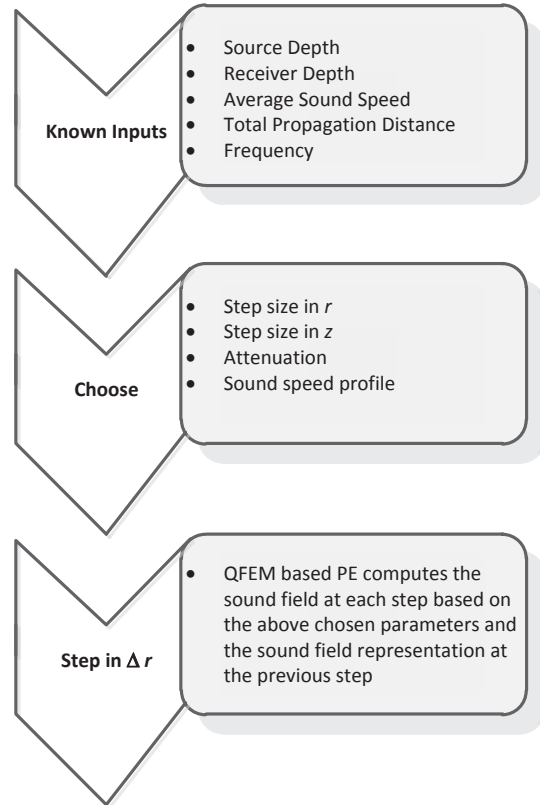 Known Inputs
• Source Depth
• Receiver Depth
• Average Sound Speed
• Total Propagation Distance
• Frequency
Choose
• Step size in r
• Step size in z
• Attenuation
• Sound speed profile
Step in Δ r
• QFEM based PE computes the
sound field at each step based on
the above chosen parameters and
the sound field representation at
the previous step